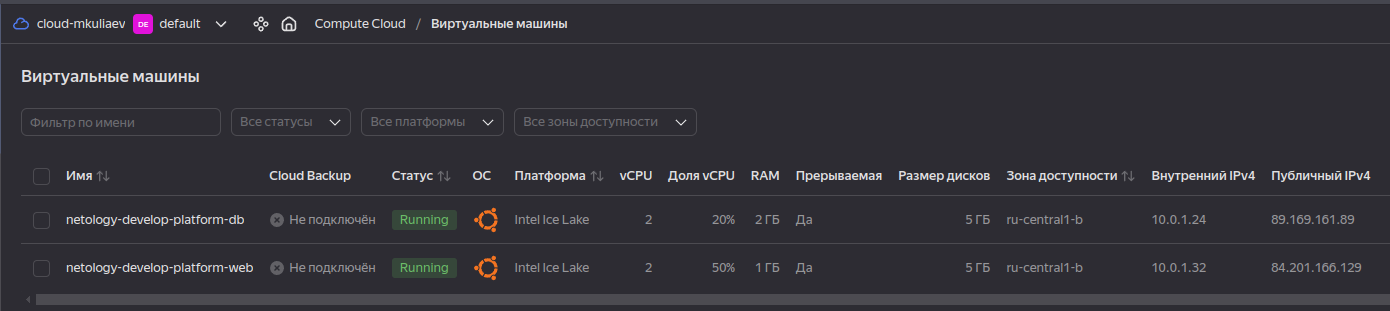 cloud-mkuliaev DE default Compute Cloud / Виртуальные машины
Виртуальные машины
Фильтр по имени Все статусы Все платформы Все зоны доступности
Имя Cloud Backup Статус ОС Платформа vCPU Доля vCPU RAM Прерываемая Размер дисков Зона доступности Внутренний IPv4 Публичный IPv4
netology-develop-platform-db Не подключён Running Intel Ice Lake 2 20% 2 ГБ Да 5 ГБ ru-central1-b 10.0.1.24 89.169.161.89
netology-develop-platform-web Не подключён Running Intel Ice Lake 2 50% 1 ГБ Да 5 ГБ ru-central1-b 10.0.1.32 84.201.166.129